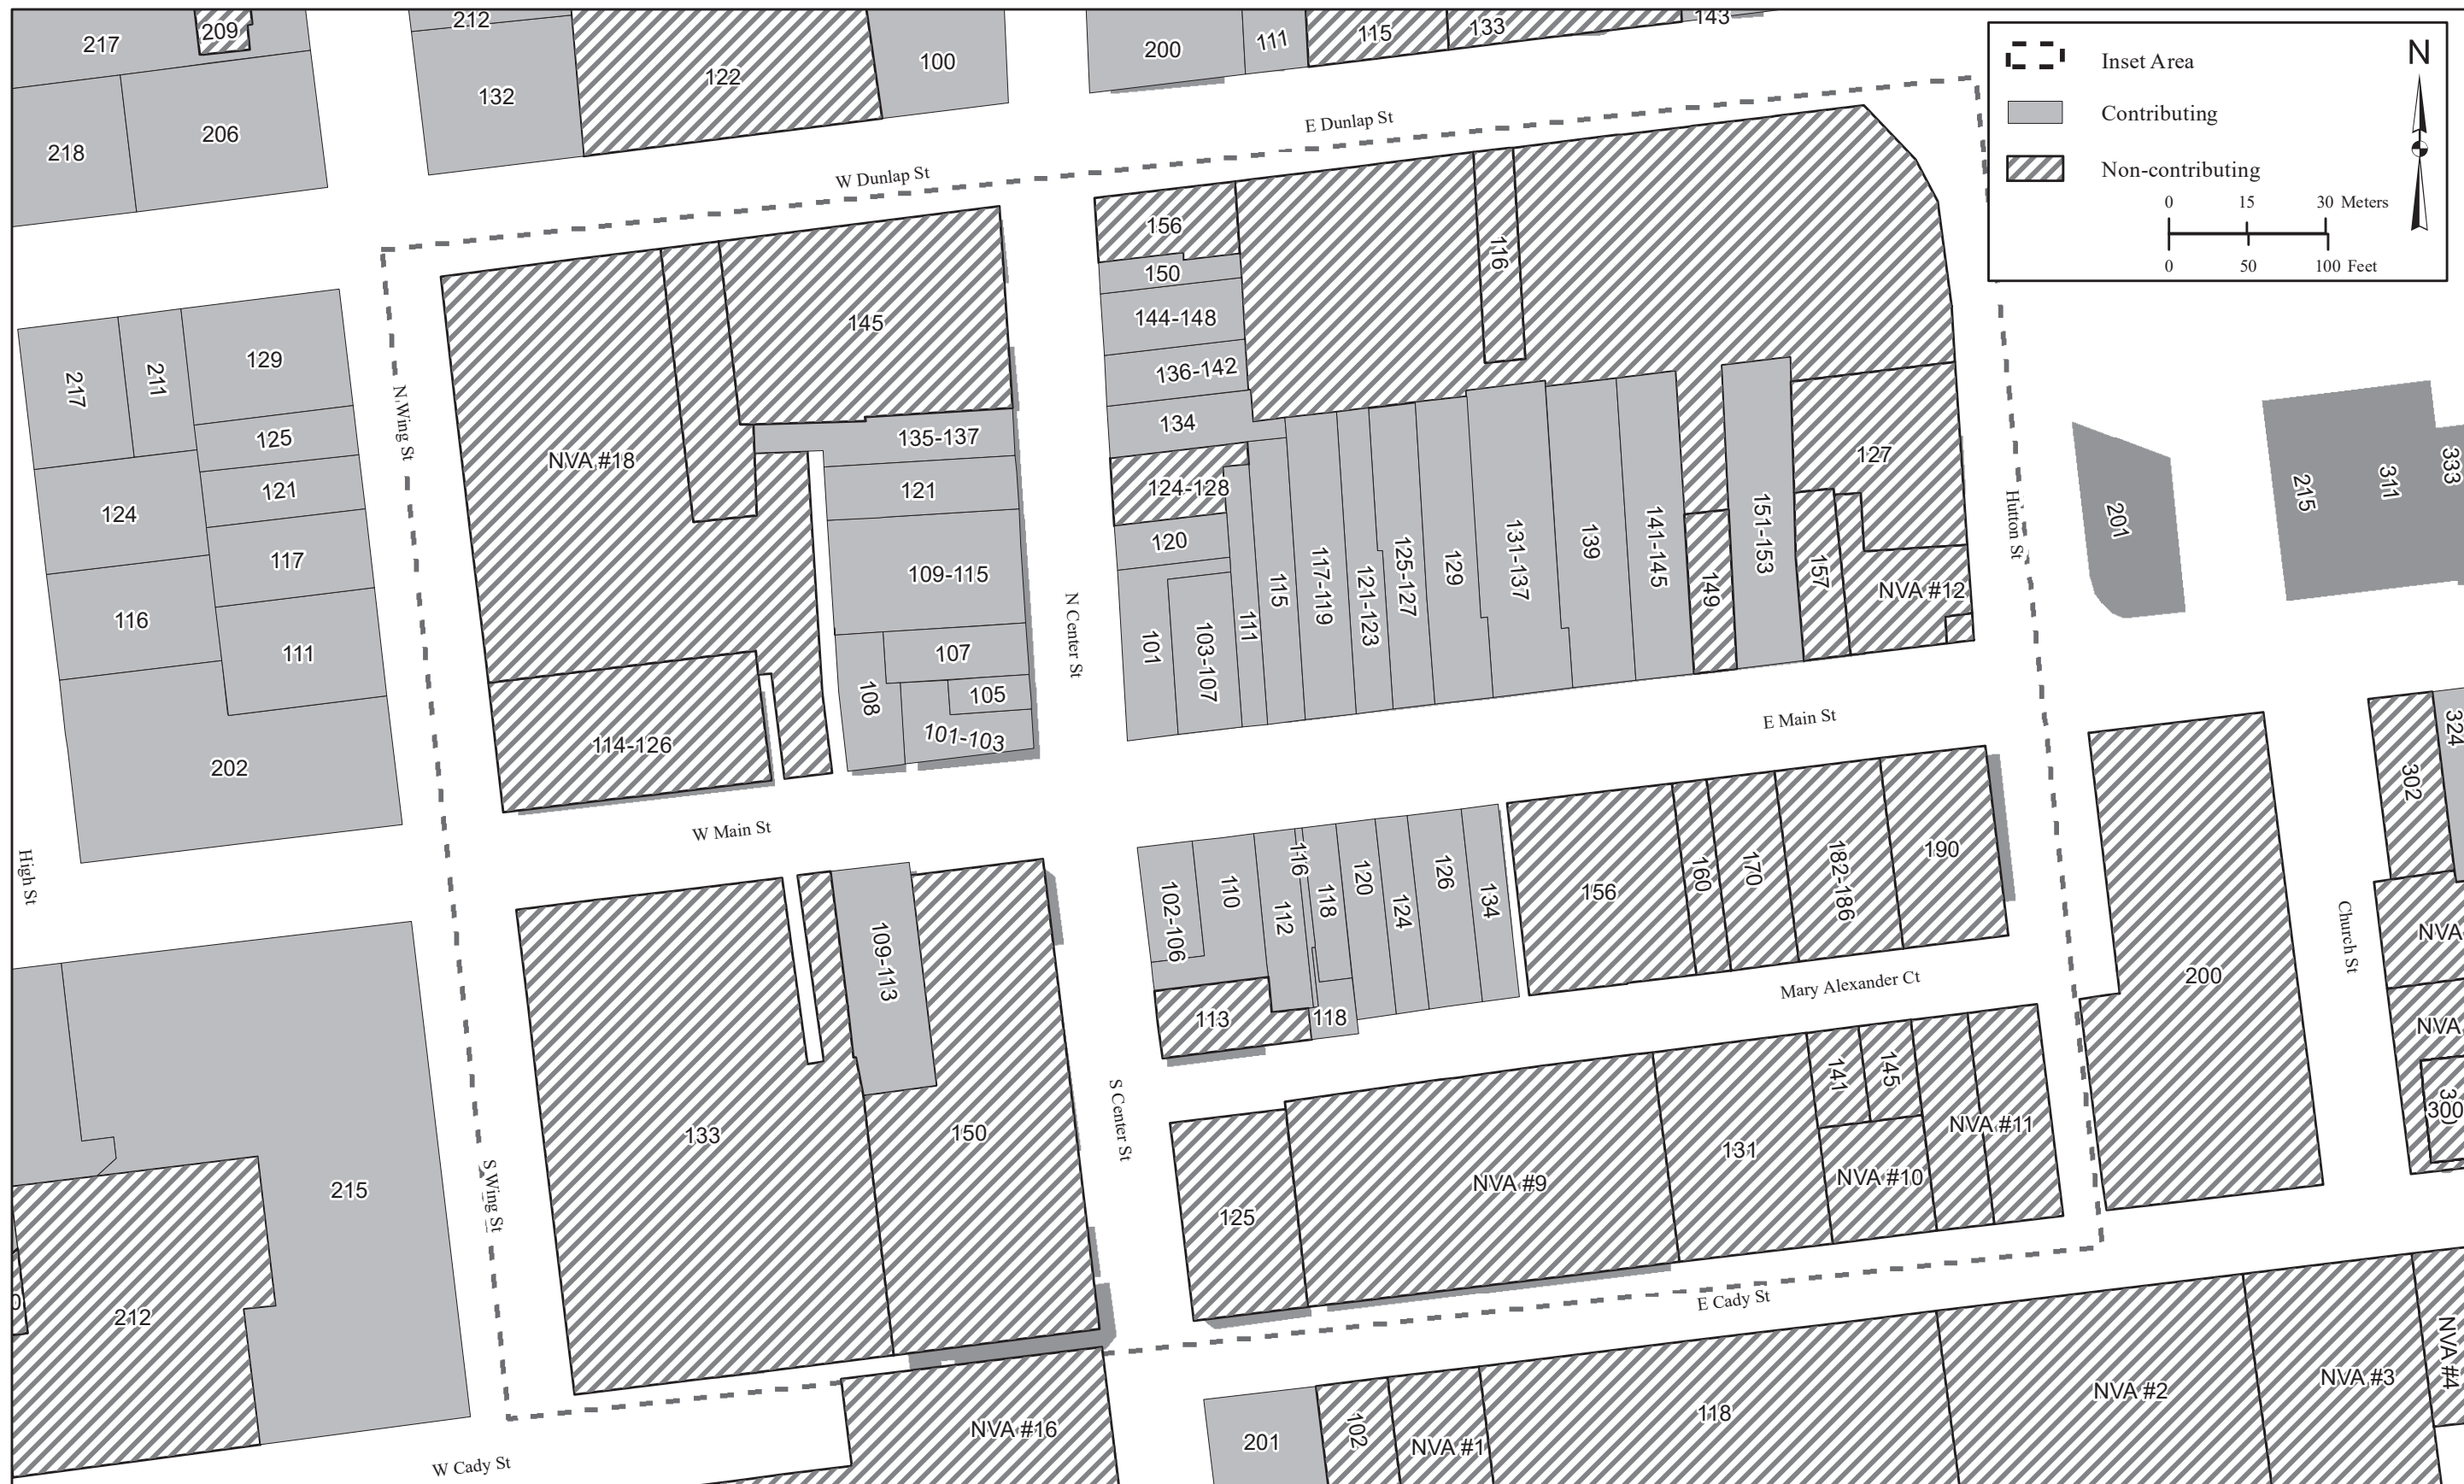 217
209
212
132
122
100
200
111
115
133
143
218
206
Inset Area
N
Contributing
Non-contributing
0 15 30 Meters
0 50 100 Feet
E Dunlap St
W Dunlap St
217
211
129
125
121
124
117
116
111
202
N Wing St
NVA #18
145
135-137
121
109-115
107
108
105
101-103
114-126
N Center St
156
150
144-148
136-142
134
124-128
120
101
103-107
111
115
117-119
121-123
125-127
129
131-137
139
141-145
149
151-153
157
116
127
NVA #12
Hutton St
201
215
311
333
E Main St
W Main St
High St
109-113
133
150
S Wing St
S Center St
215
212
102-106
110
112
116
118
118
120
124
126
134
113
156
160
170
182-186
190
Mary Alexander Ct
125
NVA #9
131
141
145
NVA #10
NVA #11
200
Church St
302
324
NVA
NVA
300
E Cady St
W Cady St
NVA #16
201
102
NVA #1
118
NVA #2
NVA #3
NVA #4